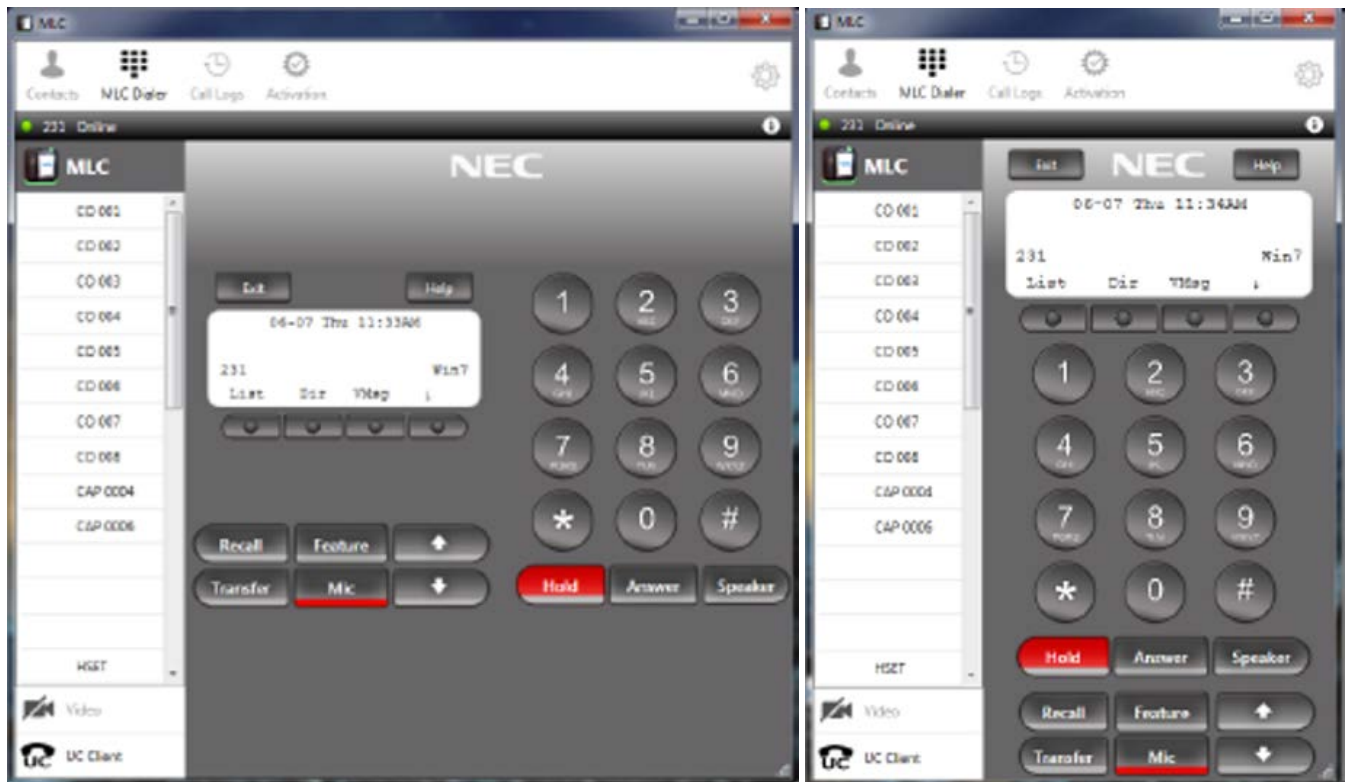 MLC
Contacts MLC Dialer Call Logs Activation
231 Online
MLC
NEC
CO 001
CO 002
CO 003
CO 004
CO 005
CO 006
CO 007
CO 008
CAP 0004
CAP 0006
HSET
Video
UC UC Client
Exit Help
06-07 Thu 11:33AM
231 Win7
List Dir VMsg ↓
1 2 3
4 5 6
7 8 9
* 0 #
Recall Feature
Transfer Mic
Hold Answer Speaker
MLC
Contacts MLC Dialer Call Logs Activation
231 Online
MLC
CO 001
CO 002
CO 003
CO 004
CO 005
CO 006
CO 007
CO 008
CAP 0004
CAP 0006
HSET
Video
UC UC Client
Exit NEC Help
06-07 Thu 11:34AM
231 Win7
List Dir VMsg ↓
1 2 3
4 5 6
7 8 9
* 0 #
Hold Answer Speaker
Recall Feature
Transfer Mic